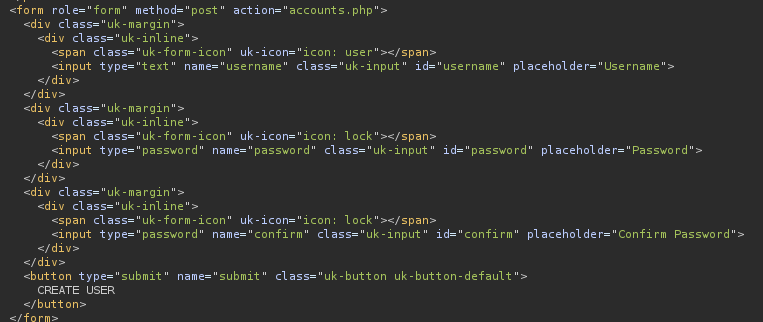 <form role="form" method="post" action="accounts.php">
<div class="uk-margin">
<div class="uk-inline">
<span class="uk-form-icon" uk-icon="icon: user"></span>
<input type="text" name="username" class="uk-input" id="username" placeholder="Username">
</div>
</div>
<div class="uk-margin">
<div class="uk-inline">
<span class="uk-form-icon" uk-icon="icon: lock"></span>
<input type="password" name="password" class="uk-input" id="password" placeholder="Password">
</div>
</div>
<div class="uk-margin">
<div class="uk-inline">
<span class="uk-form-icon" uk-icon="icon: lock"></span>
<input type="password" name="confirm" class="uk-input" id="confirm" placeholder="Confirm Password">
</div>
</div>
<button type="submit" name="submit" class="uk-button uk-button-default">
CREATE USER
</button>
</form>